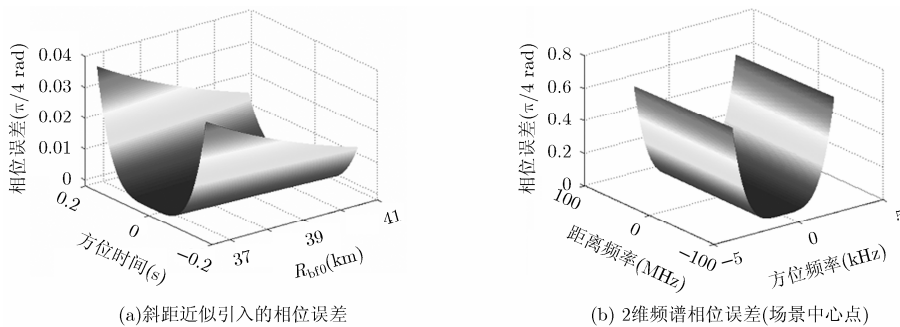 相位误差(π/4 rad)
0.04
0.03
0.02
0.01
0
0.2
0
−0.2
方位时间(s)
37
39
41
R_bf0(km)
(a)斜距近似引入的相位误差
相位误差(π/4 rad)
0.8
0.6
0.4
0.2
0
100
0
−100
距离频率(MHz)
−5
0
方位频率(kHz)
(b) 2维频谱相位误差(场景中心点)